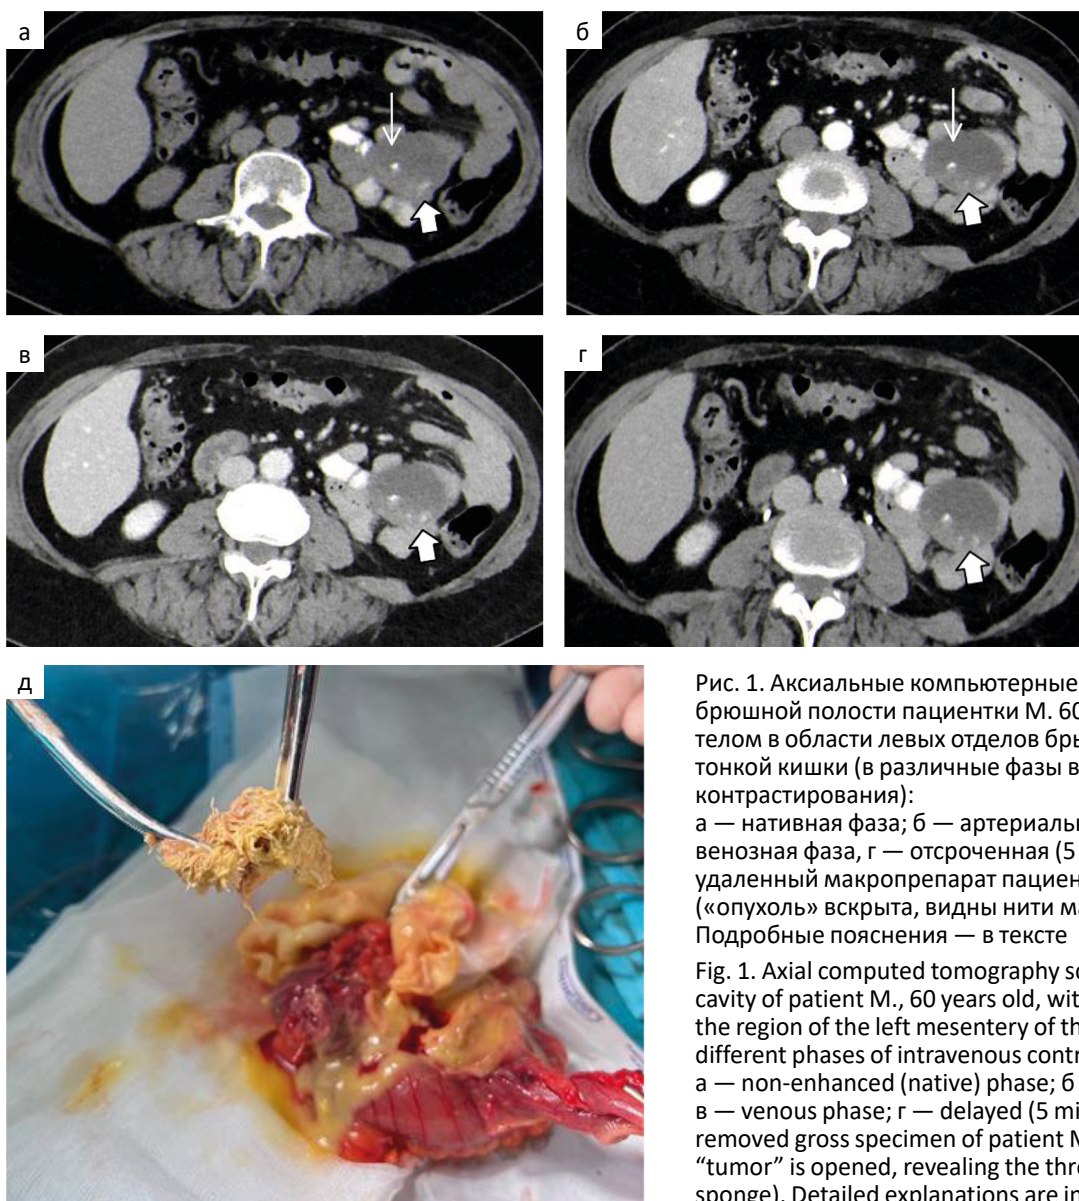 а
б
в
г
д
Рис. 1. Аксиальные компьютерные
брюшной полости пациентки М. 60
телом в области левых отделов бры
тонкой кишки (в различные фазы в
контрастирования):
а — нативная фаза; б — артериаль
венозная фаза, г — отсроченная (5
удаленный макропрепарат пациен
(«опухоль» вскрыта, видны нити ма
Подробные пояснения — в тексте
Fig. 1. Axial computed tomography sc
cavity of patient M., 60 years old, wit
the region of the left mesentery of th
different phases of intravenous contr
а — non-enhanced (native) phase; б
в — venous phase; г — delayed (5 mi
removed gross specimen of patient M
“tumor” is opened, revealing the thre
sponge). Detailed explanations are in